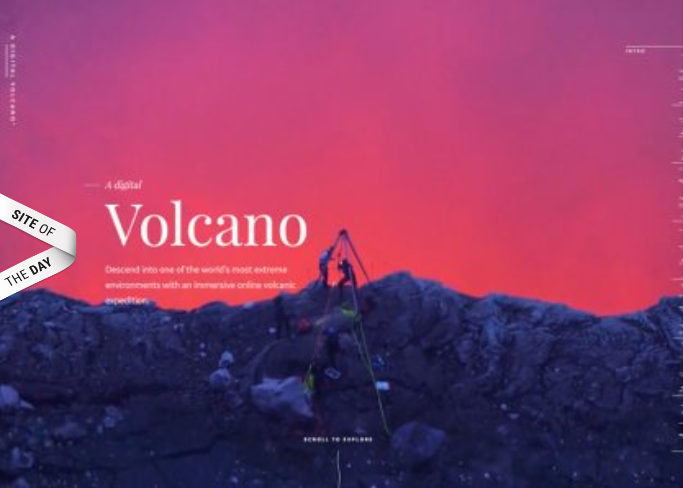 A DIGITAL VOLCANO
INTRO
SITE OF
THE DAY
A digital
Volcano
Descend into one of the world's most extreme
environments with an immersive online volcanic
expedition.
SCROLL TO EXPLORE